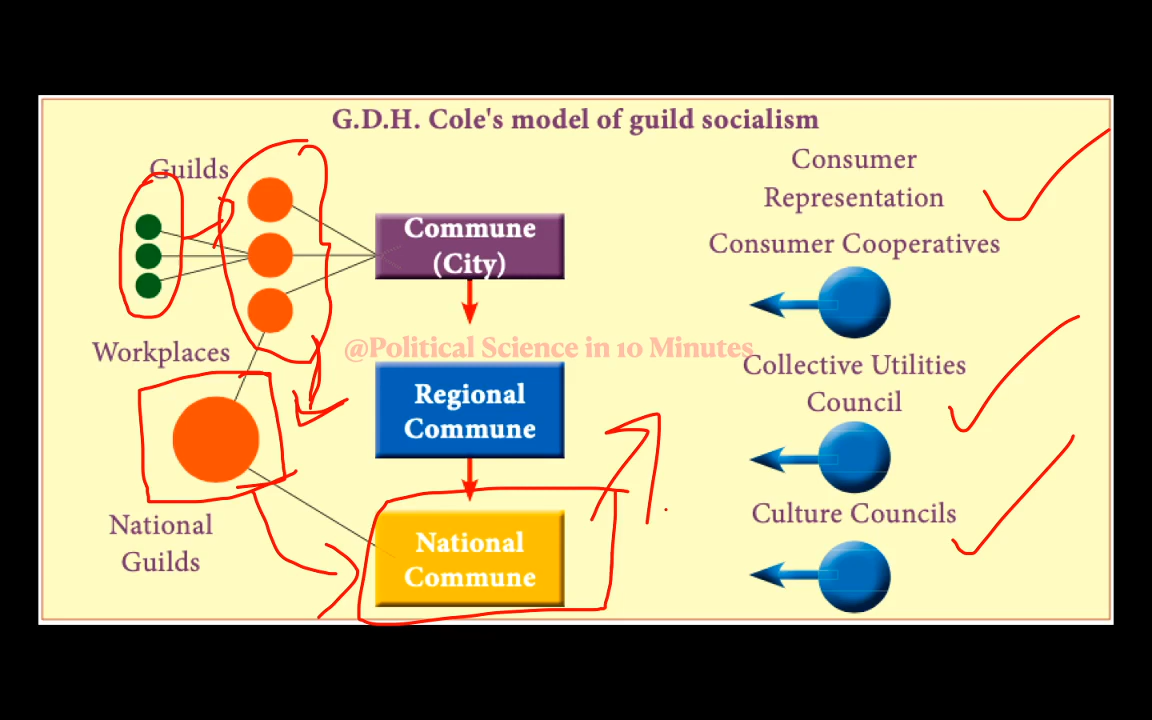 G.D.H. Cole's model of guild socialism
Guilds
Workplaces
National
Guilds
Commune
(City)
@Political Science in 10 Minutes
Regional
Commune
National
Commune
Consumer
Representation
Consumer Cooperatives
Collective Utilities
Council
Culture Councils